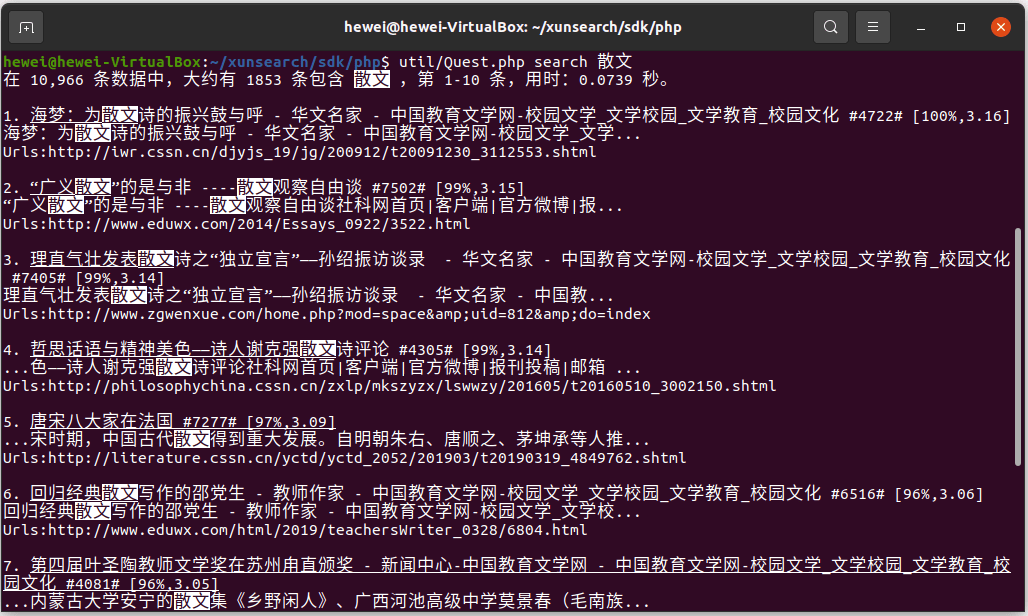 hewei@hewei-VirtualBox: ~/xunsearch/sdk/php
hewei@hewei-VirtualBox:~/xunsearch/sdk/php$ util/Quest.php search 散文
在 10,966 条数据中，大约有 1853 条包含 散文 ，第 1-10 条，用时：0.0739 秒。
1. 海梦：为散文诗的振兴鼓与呼 - 华文名家 - 中国教育文学网-校园文学_文学校园_文学教育_校园文化 #4722# [100%,3.16]
海梦：为散文诗的振兴鼓与呼 - 华文名家 - 中国教育文学网-校园文学_文学...
Urls:http://iwr.cssn.cn/djyjs_19/jg/200912/t20091230_3112553.shtml
2. “广义散文”的是与非 ----散文观察自由谈 #7502# [99%,3.15]
“广义散文”的是与非 ----散文观察自由谈社科网首页|客户端|官方微博|报...
Urls:http://www.eduwx.com/2014/Essays_0922/3522.html
3. 理直气壮发表散文诗之“独立宣言”——孙绍振访谈录  - 华文名家 - 中国教育文学网-校园文学_文学校园_文学教育_校园文化
#7405# [99%,3.14]
理直气壮发表散文诗之“独立宣言”——孙绍振访谈录  - 华文名家 - 中国教...
Urls:http://www.zgwenxue.com/home.php?mod=space&amp;uid=812&amp;do=index
4. 哲思话语与精神美色——诗人谢克强散文诗评论 #4305# [99%,3.14]
...色——诗人谢克强散文诗评论社科网首页|客户端|官方微博|报刊投稿|邮箱 ...
Urls:http://philosophychina.cssn.cn/zxlp/mkszyzx/lswwzy/201605/t20160510_3002150.shtml
5. 唐宋八大家在法国 #7277# [97%,3.09]
...宋时期，中国古代散文得到重大发展。自明朝朱右、唐顺之、茅坤承等人推...
Urls:http://literature.cssn.cn/yctd/yctd_2052/201903/t20190319_4849762.shtml
6. 回归经典散文写作的邵党生 - 教师作家 - 中国教育文学网-校园文学_文学校园_文学教育_校园文化 #6516# [96%,3.06]
回归经典散文写作的邵党生 - 教师作家 - 中国教育文学网-校园文学_文学校...
Urls:http://www.eduwx.com/html/2019/teachersWriter_0328/6804.html
7. 第四届叶圣陶教师文学奖在苏州甪直颁奖 - 新闻中心-中国教育文学网 - 中国教育文学网-校园文学_文学校园_文学教育_校
园文化 #4081# [96%,3.05]
...内蒙古大学安宁的散文集《乡野闲人》、广西河池高级中学莫景春（毛南族...